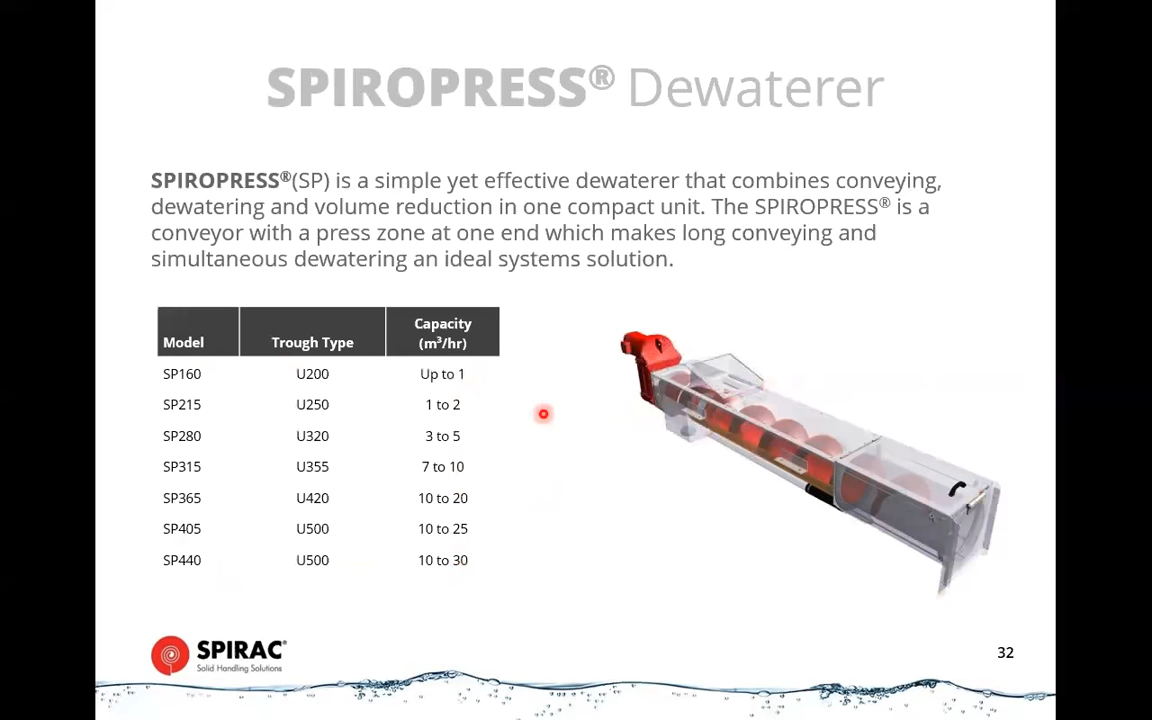 SPIROPRESS® Dewaterer
SPIROPRESS®(SP) is a simple yet effective dewaterer that combines conveying,
dewatering and volume reduction in one compact unit. The SPIROPRESS® is a
conveyor with a press zone at one end which makes long conveying and
simultaneous dewatering an ideal systems solution.
Model Trough Type Capacity (m³/hr)
SP160 U200 Up to 1
SP215 U250 1 to 2
SP280 U320 3 to 5
SP315 U355 7 to 10
SP365 U420 10 to 20
SP405 U500 10 to 25
SP440 U500 10 to 30
SPIRAC®
Solid Handling Solutions
32